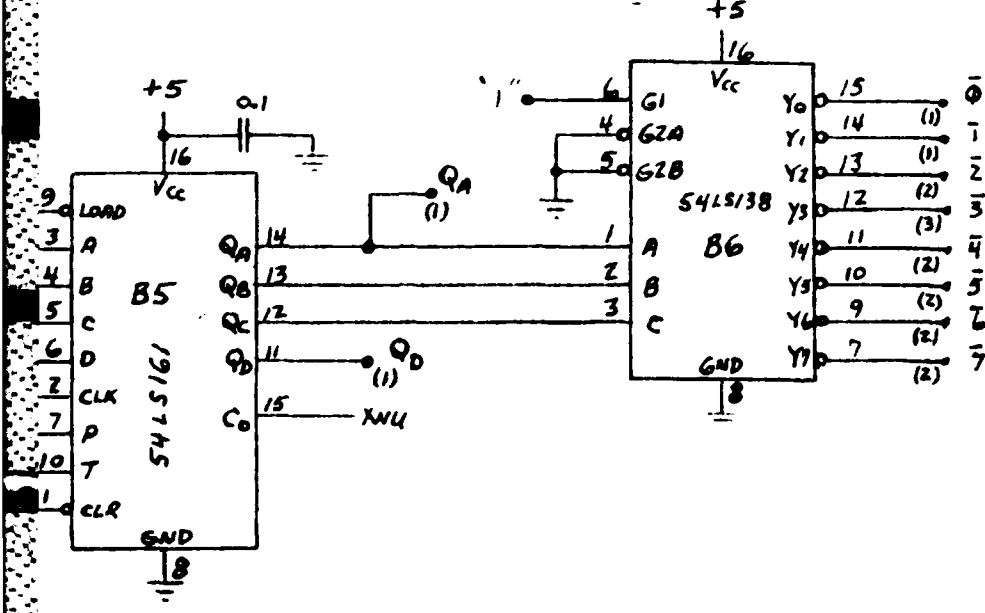 +5
16
Vcc
"1"
6 G1
4 G2A
5 G2B
54LS138
B6
1 A
2 B
3 C
GND
8
Y0 15 (1) 0̅
Y1 14 (1) 1̅
Y2 13 (2) 2̅
Y3 12 (3) 3̅
Y4 11 (2) 4̅
Y5 10 (2) 5̅
Y6 9 (2) 6̅
Y7 7 (2) 7̅
+5
0.1
16
Vcc
9 LOAD
3 A
4 B
5 C
6 D
2 CLK
7 P
10 T
1 CLR
B5
54LS161
QA 14
QA
(1)
QB 13
QC 12
QD 11
QD
(1)
C0 15 XNU
GND
8